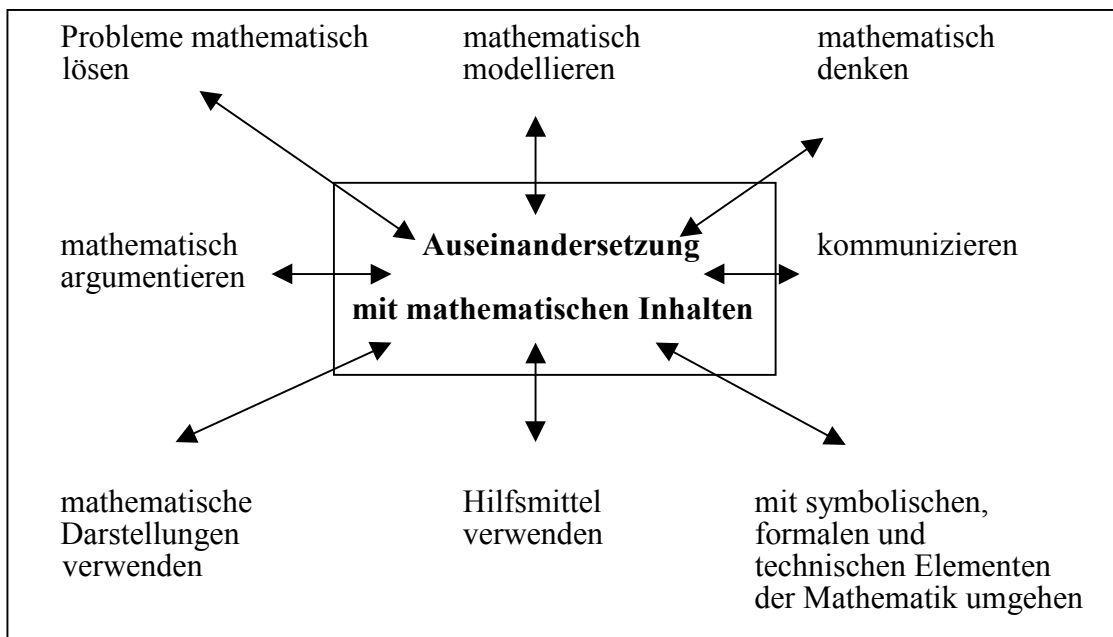 Probleme mathematisch
lösen
mathematisch
modellieren
mathematisch
denken
mathematisch
argumentieren
Auseinandersetzung
mit mathematischen Inhalten
kommunizieren
mathematische
Darstellungen
verwenden
Hilfsmittel
verwenden
mit symbolischen,
formalen und
technischen Elementen
der Mathematik umgehen